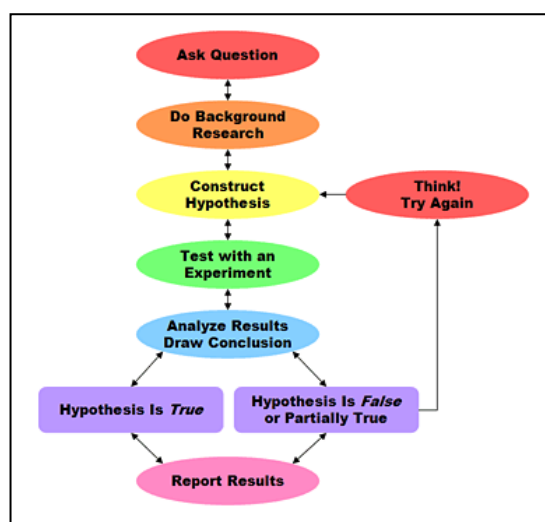 Ask Question
Do Background
Research
Construct
Hypothesis
Think!
Try Again
Test with an
Experiment
Analyze Results
Draw Conclusion
Hypothesis Is True
Hypothesis Is False
or Partially True
Report Results